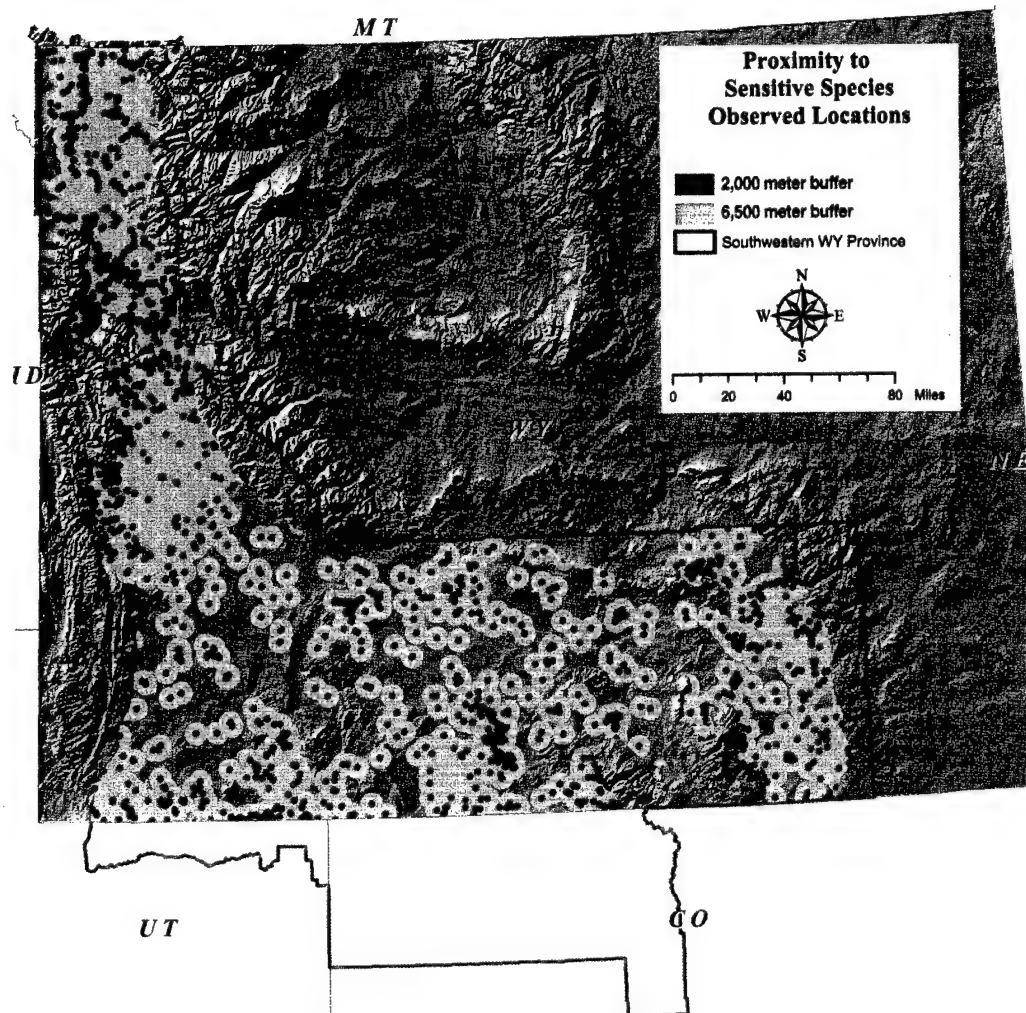 MT
Proximity to
Sensitive Species
Observed Locations
2,000 meter buffer
6,500 meter buffer
Southwestern WY Province
N
W E
S
0 20 40 80 Miles
ID
WY
NE
UT
CO